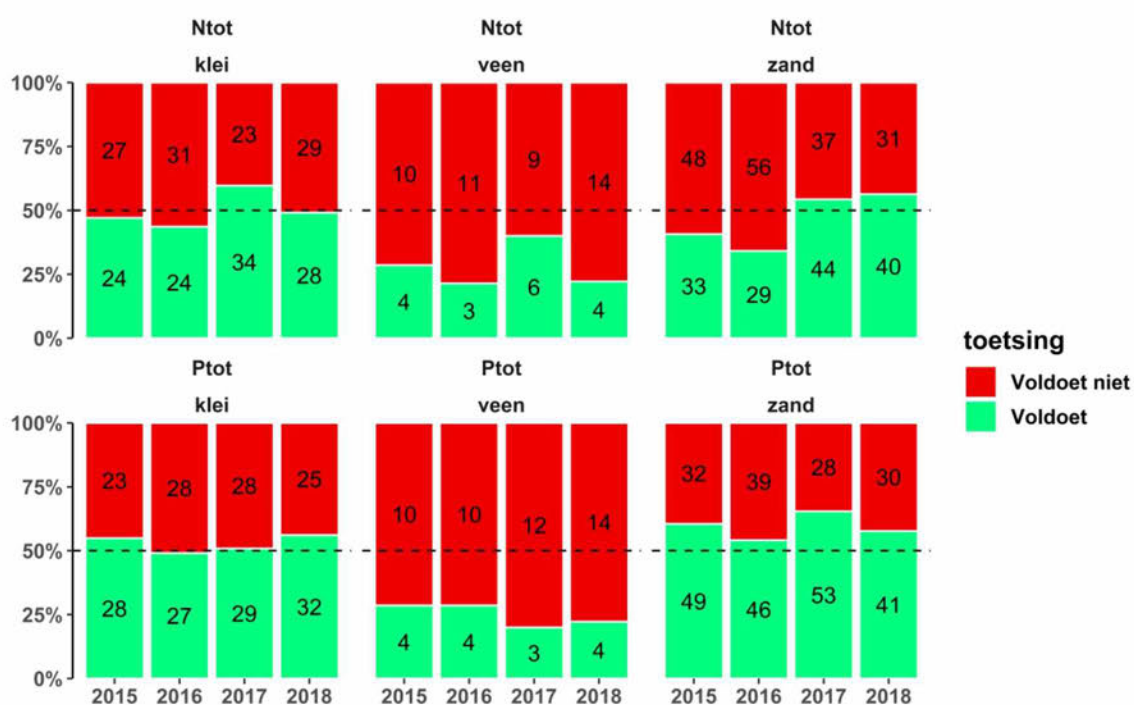 Ntot Ntot Ntot
klei veen zand
100%
75%
50%
25%
0%
27 31 23 29 10 11 9 14 48 56 37 31
24 24 34 28 4 3 6 4 33 29 44 40
toetsing
Voldoet niet
Voldoet
Ptot Ptot Ptot
klei veen zand
100%
75%
50%
25%
0%
23 28 28 25 10 10 12 14 32 39 28 30
28 27 29 32 4 4 3 4 49 46 53 41
2015 2016 2017 2018 2015 2016 2017 2018 2015 2016 2017 2018